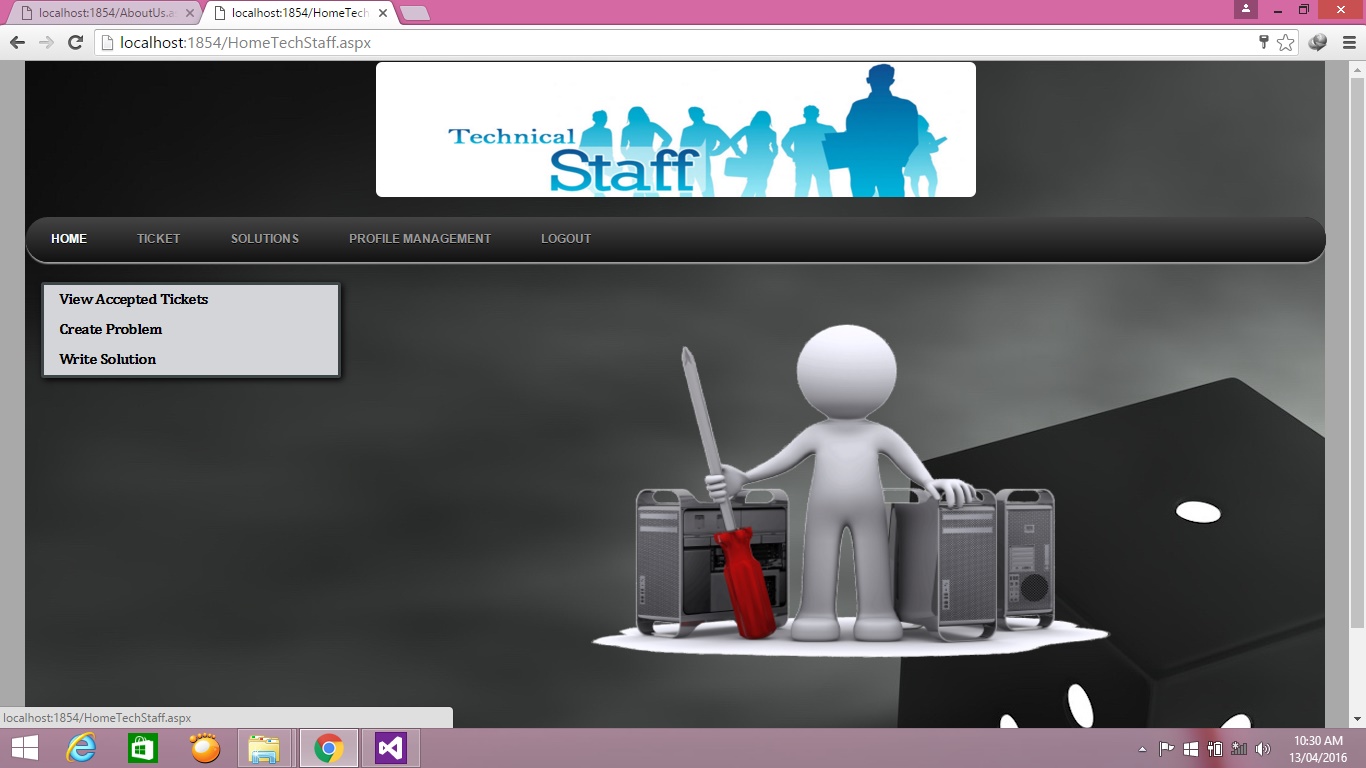 localhost:1854/AboutUs.as
localhost:1854/HomeTech
localhost:1854/HomeTechStaff.aspx
Technical
Staff
HOME TICKET SOLUTIONS PROFILE MANAGEMENT LOGOUT
View Accepted Tickets
Create Problem
Write Solution
localhost:1854/HomeTechStaff.aspx
10:30 AM
13/04/2016